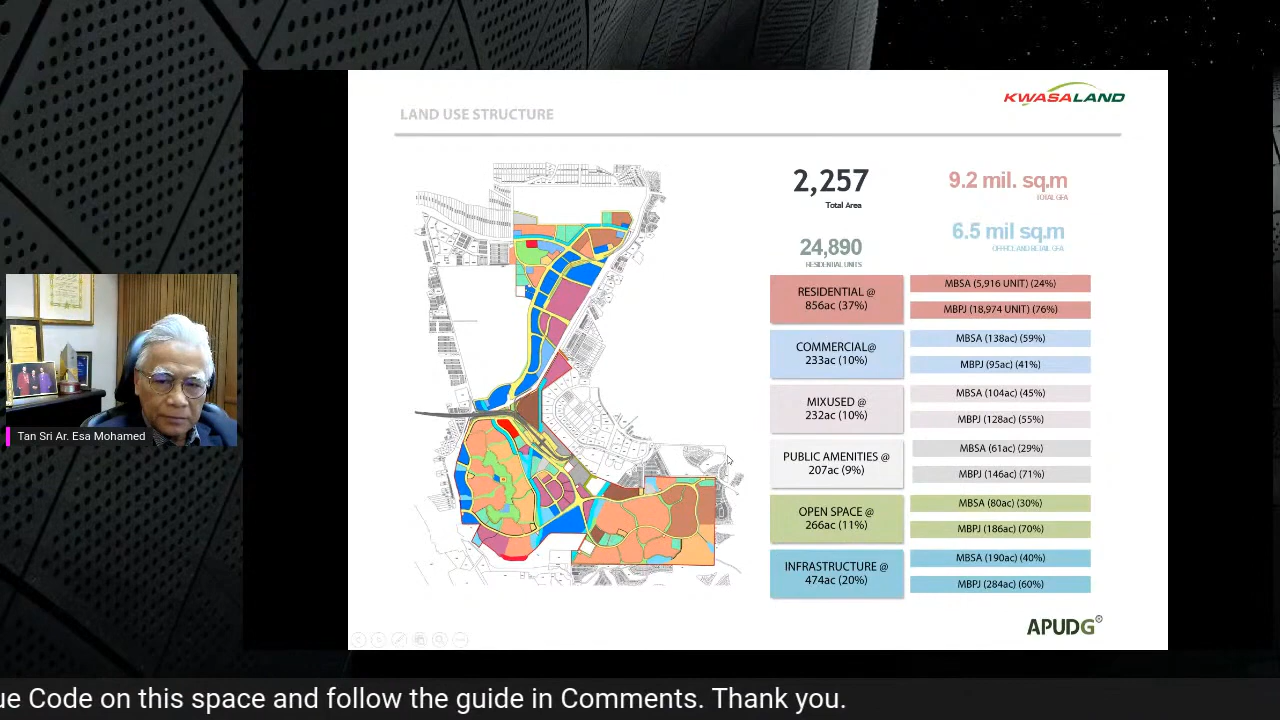 KWASALAND
LAND USE STRUCTURE
2,257
Total Area
9.2 mil. sq.m
TOTAL GFA
24,890
RESIDENTIAL UNITS
6.5 mil sq.m
OFFFICE AND RETAIL GFA
RESIDENTIAL @
856ac (37%)
MBSA (5,916 UNIT) (24%)
MBPJ (18,974 UNIT) (76%)
COMMERCIAL@
233ac (10%)
MBSA (138ac) (59%)
MBPJ (95ac) (41%)
MIXUSED @
232ac (10%)
MBSA (104ac) (45%)
MBPJ (128ac) (55%)
PUBLIC AMENITIES @
207ac (9%)
MBSA (61ac) (29%)
MBPJ (146ac) (71%)
OPEN SPACE @
266ac (11%)
MBSA (80ac) (30%)
MBPJ (186ac) (70%)
INFRASTRUCTURE @
474ac (20%)
MBSA (190ac) (40%)
MBPJ (284ac) (60%)
APUDG®
Tan Sri Ar. Esa Mohamed
ue Code on this space and follow the guide in Comments. Thank you.